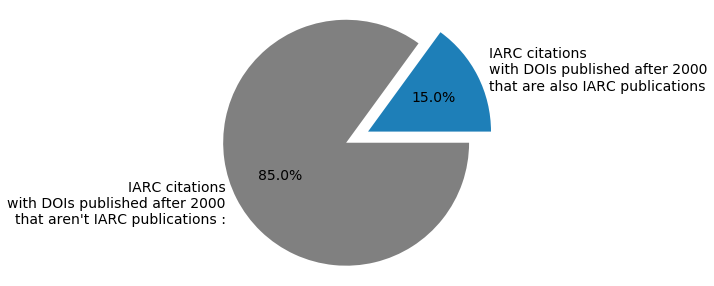 IARC citations
with DOIs published after 2000
that are also IARC publications
15.0%
85.0%
IARC citations
with DOIs published after 2000
that aren't IARC publications :